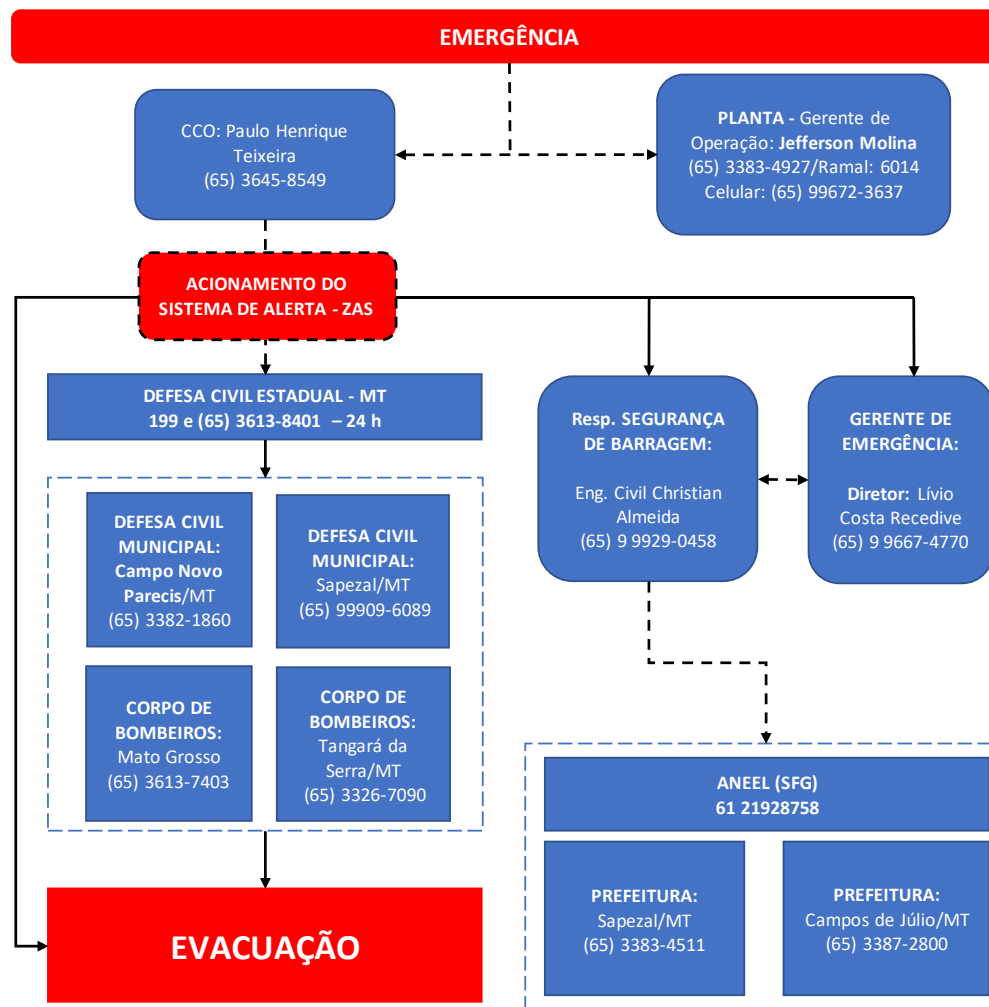 EMERGÊNCIA
CCO: Paulo Henrique
Teixeira
(65) 3645-8549
PLANTA - Gerente de
Operação: Jefferson Molina
(65) 3383-4927/Ramal: 6014
Celular: (65) 99672-3637
ACIONAMENTO DO
SISTEMA DE ALERTA - ZAS
DEFESA CIVIL ESTADUAL - MT
199 e (65) 3613-8401 – 24 h
DEFESA CIVIL
MUNICIPAL:
Campo Novo
Parecis/MT
(65) 3382-1860
DEFESA CIVIL
MUNICIPAL:
Sapezal/MT
(65) 99909-6089
CORPO DE
BOMBEIROS:
Mato Grosso
(65) 3613-7403
CORPO DE
BOMBEIROS:
Tangará da
Serra/MT
(65) 3326-7090
EVACUAÇÃO
Resp. SEGURANÇA
DE BARRAGEM:
Eng. Civil Christian
Almeida
(65) 9 9929-0458
GERENTE DE
EMERGÊNCIA:
Diretor: Lívio
Costa Recedive
(65) 9 9667-4770
ANEEL (SFG)
61 21928758
PREFEITURA:
Sapezal/MT
(65) 3383-4511
PREFEITURA:
Campos de Júlio/MT
(65) 3387-2800